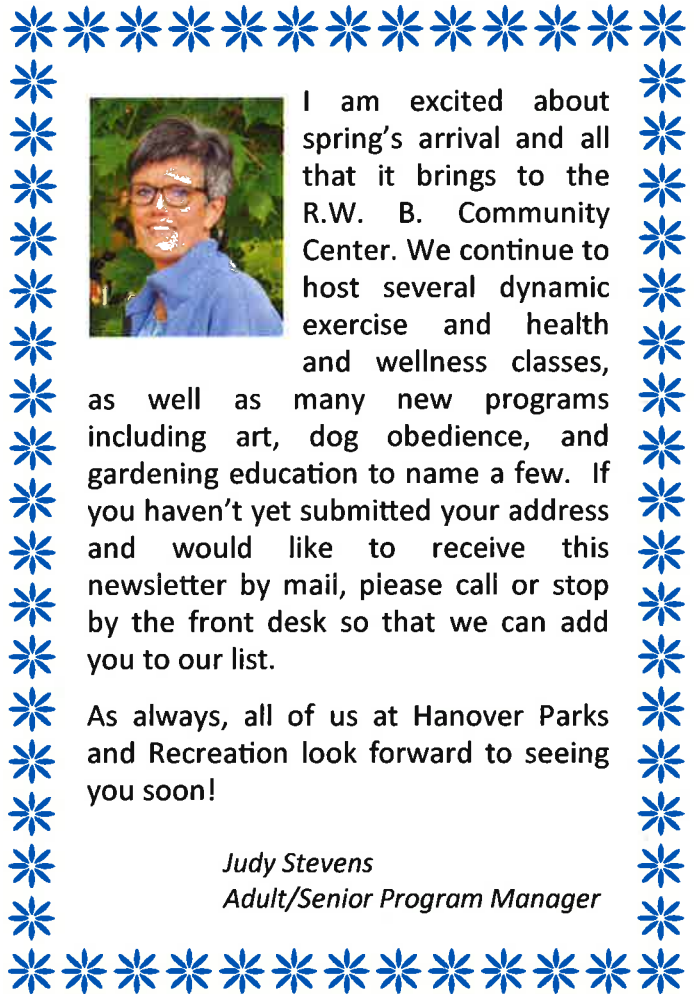 I am excited about
spring’s arrival and all
that it brings to the
R.W. B. Community
Center. We continue to
host several dynamic
exercise and health
and wellness classes,
as well as many new programs
including art, dog obedience, and
gardening education to name a few. If
you haven’t yet submitted your address
and would like to receive this
newsletter by mail, please call or stop
by the front desk so that we can add
you to our list.
As always, all of us at Hanover Parks
and Recreation look forward to seeing
you soon!
Judy Stevens
Adult/Senior Program Manager